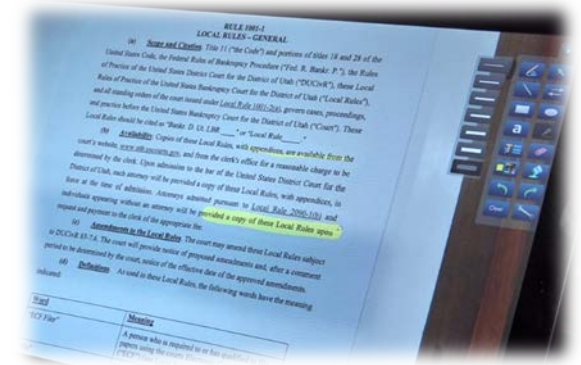 RULE 1001-1
LOCAL RULES – GENERAL
(a) Scope and Citation. Title 11 ("the Code") and portions of titles 18 and 28 of the
United States Code, the Federal Rules of Bankruptcy Procedure ("Fed. R. Bankr. P."), the Rules
of Practice of the United States District Court for the District of Utah ("DUCivR"), these Local
Rules of Practice of the United States Bankruptcy Court for the District of Utah ("Local Rules"),
and all standing orders of the court issued under Local Rule 1001-2(a), govern cases, proceedings,
and practice before the United States Bankruptcy Court for the District of Utah ("Court"). These
Local Rules should be cited as "Bankr. D. Ut. LBR ____" or "Local Rule ____."
(b) Availability. Copies of these Local Rules, with appendices, are available from the
court's website, www.utb.uscourts.gov, and from the clerk's office for a reasonable charge to be
determined by the clerk. Upon admission to the bar of the United States District Court for the
District of Utah, each attorney will be provided a copy of these Local Rules, with appendices, in
force at the time of admission. Attorneys admitted pursuant to Local Rule 2090-1(b) and
individuals appearing without an attorney will be provided a copy of these Local Rules upon
request and payment to the clerk of the appropriate fee.
(c) Amendments to the Local Rules. The court may amend these Local Rules subject
to DUCivR 83-7.6. The court will provide notice of proposed amendments and, after a comment
period to be determined by the court, notice of the effective date of the approved amendments.
(d) Definitions. As used in these Local Rules, the following words have the meaning
indicated:
Word Meaning
"ECF Filer" A person who is required to or has
papers using the court's
a
T
Clear